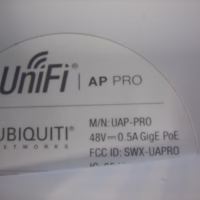 UniFi® | AP PRO
UBIQUITI®
NETWORKS
M/N: UAP-PRO
48V⎓0.5A GigE PoE
FCC ID: SWX-UAPRO